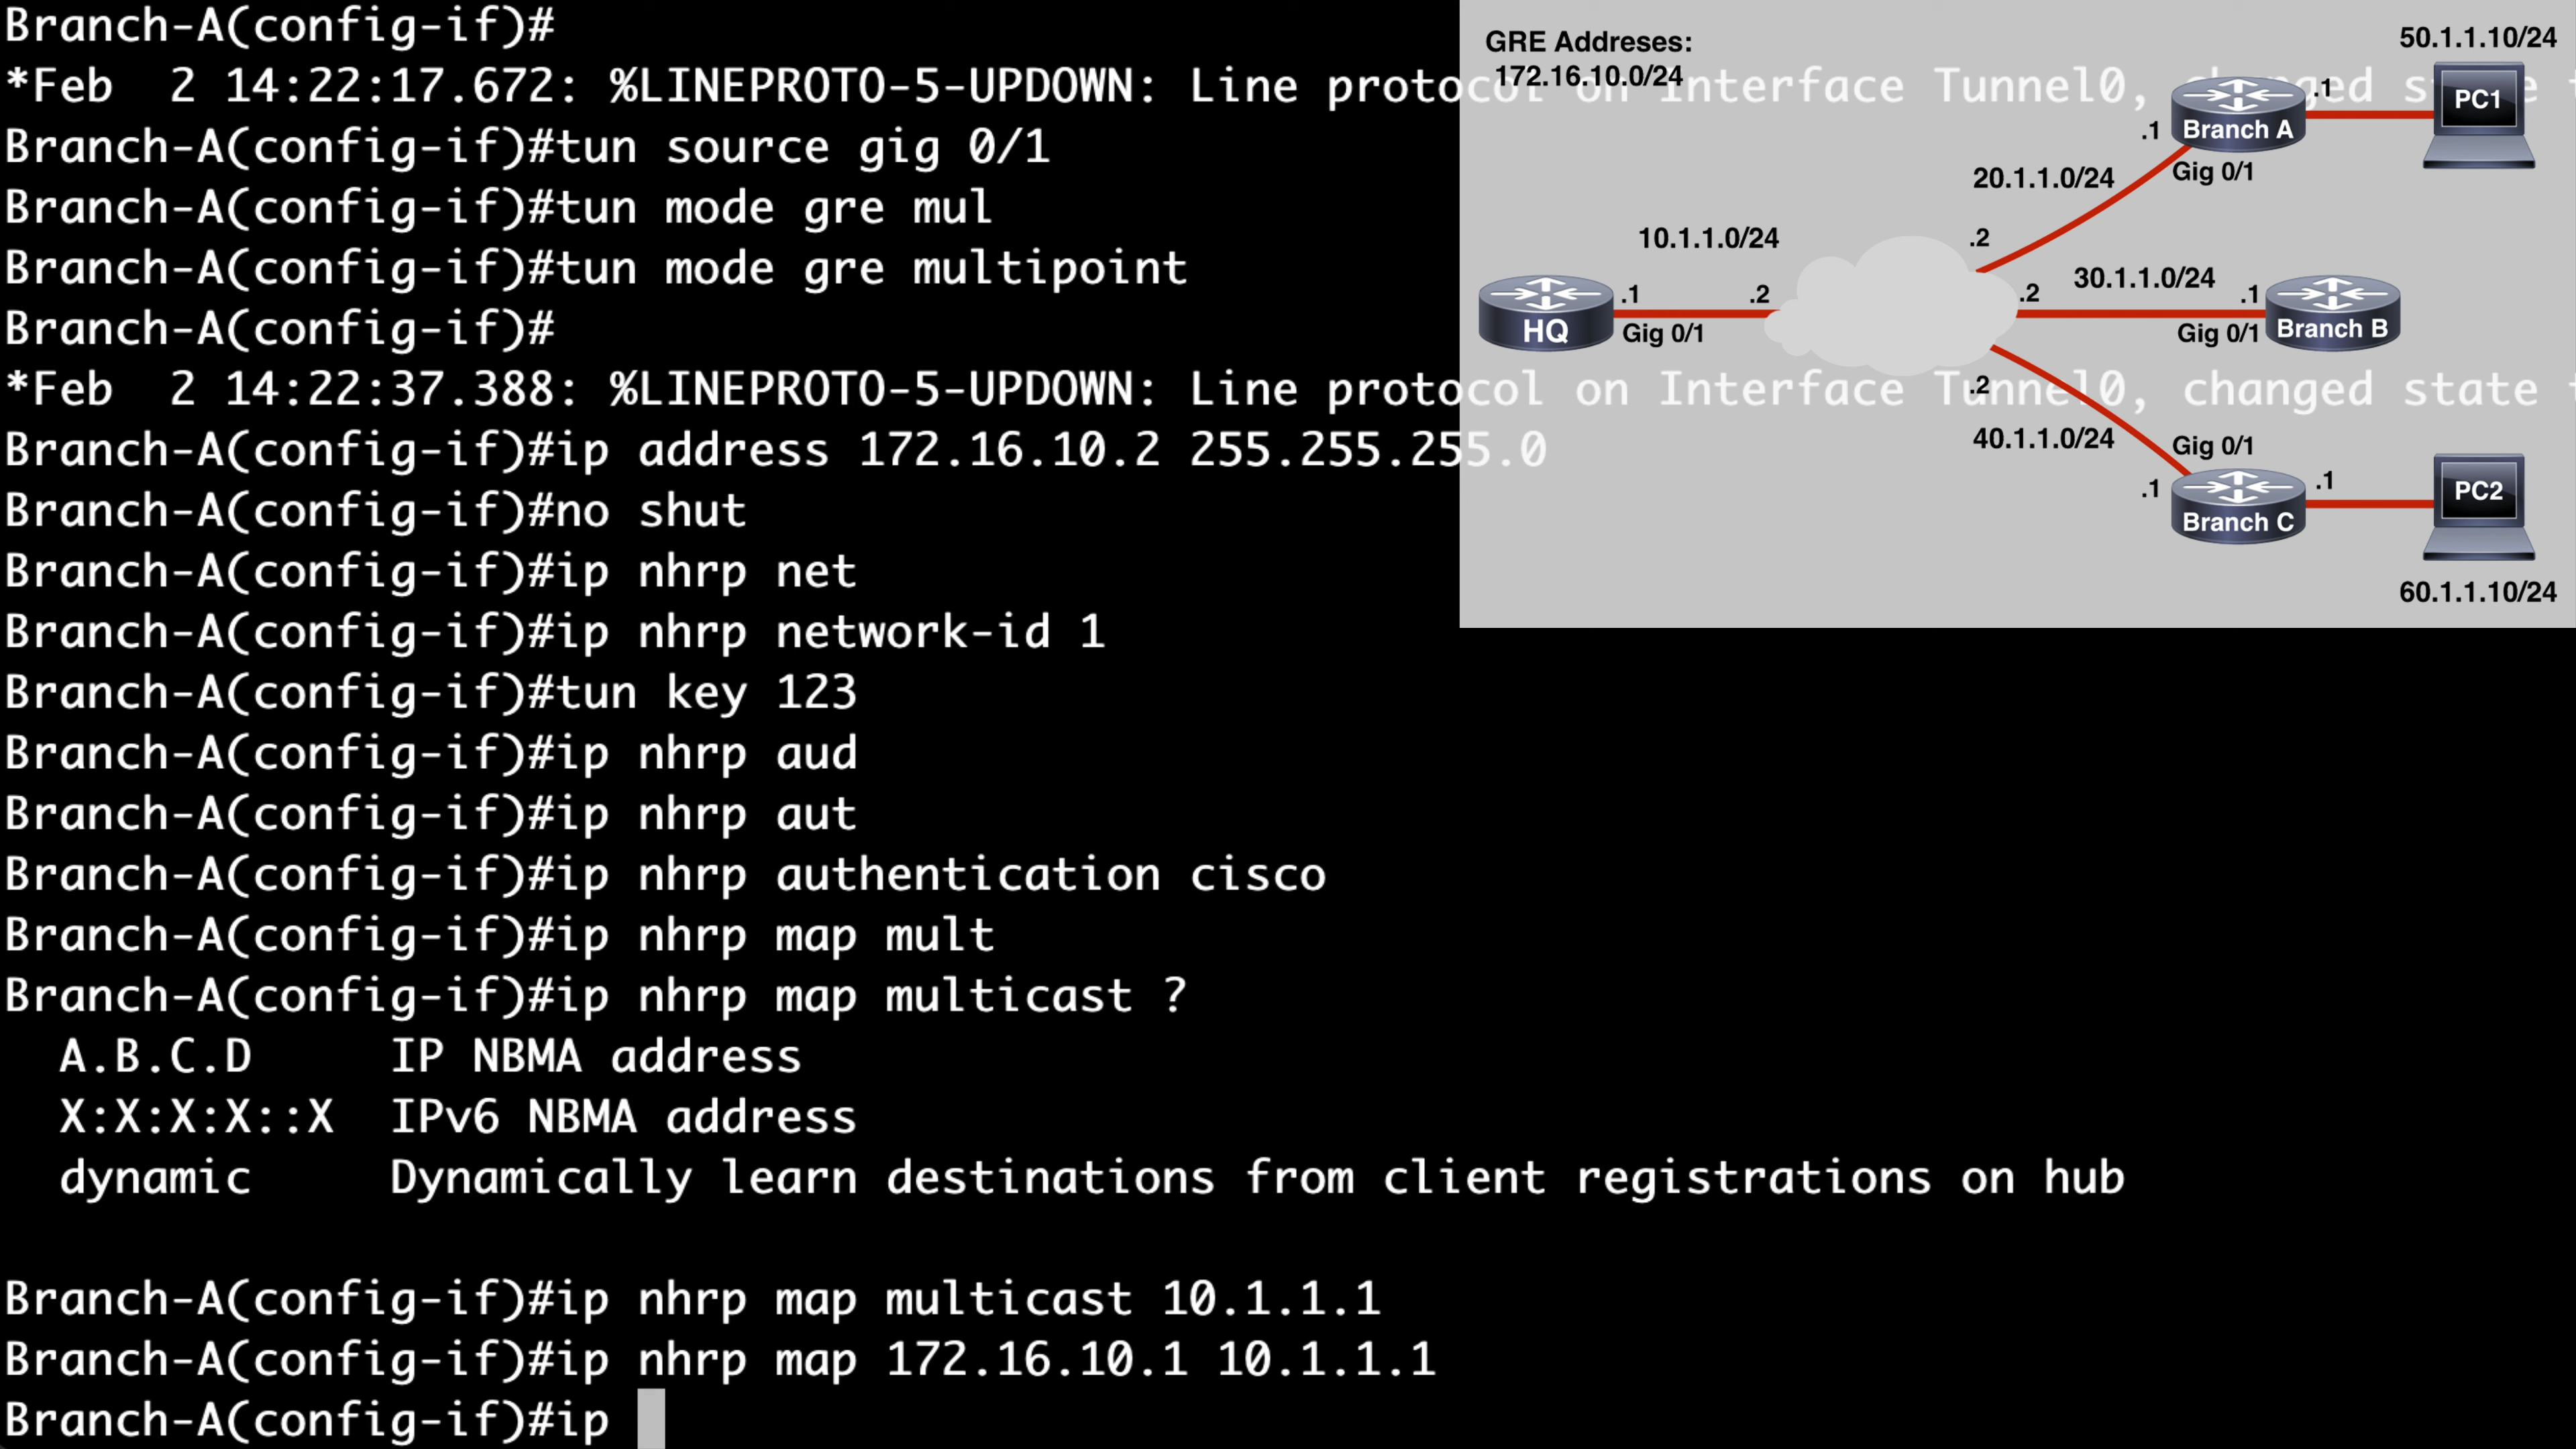 Branch-A(config-if)#
*Feb  2 14:22:17.672: %LINEPROTO-5-UPDOWN: Line protocol on Interface Tunnel0, changed state
Branch-A(config-if)#tun source gig 0/1
Branch-A(config-if)#tun mode gre mul
Branch-A(config-if)#tun mode gre multipoint
Branch-A(config-if)#
*Feb  2 14:22:37.388: %LINEPROTO-5-UPDOWN: Line protocol on Interface Tunnel0, changed state
Branch-A(config-if)#ip address 172.16.10.2 255.255.255.0
Branch-A(config-if)#no shut
Branch-A(config-if)#ip nhrp net
Branch-A(config-if)#ip nhrp network-id 1
Branch-A(config-if)#tun key 123
Branch-A(config-if)#ip nhrp aud
Branch-A(config-if)#ip nhrp aut
Branch-A(config-if)#ip nhrp authentication cisco
Branch-A(config-if)#ip nhrp map mult
Branch-A(config-if)#ip nhrp map multicast ?
  A.B.C.D     IP NBMA address
  X:X:X:X::X  IPv6 NBMA address
  dynamic     Dynamically learn destinations from client registrations on hub
Branch-A(config-if)#ip nhrp map multicast 10.1.1.1
Branch-A(config-if)#ip nhrp map 172.16.10.1 10.1.1.1
Branch-A(config-if)#ip
GRE Addreses:
172.16.10.0/24
50.1.1.10/24
.1
PC1
.1
Branch A
20.1.1.0/24
Gig 0/1
10.1.1.0/24
.2
30.1.1.0/24
.1
.2
.2
.1
HQ
Gig 0/1
Gig 0/1
Branch B
.2
40.1.1.0/24
Gig 0/1
.1
.1
PC2
Branch C
60.1.1.10/24